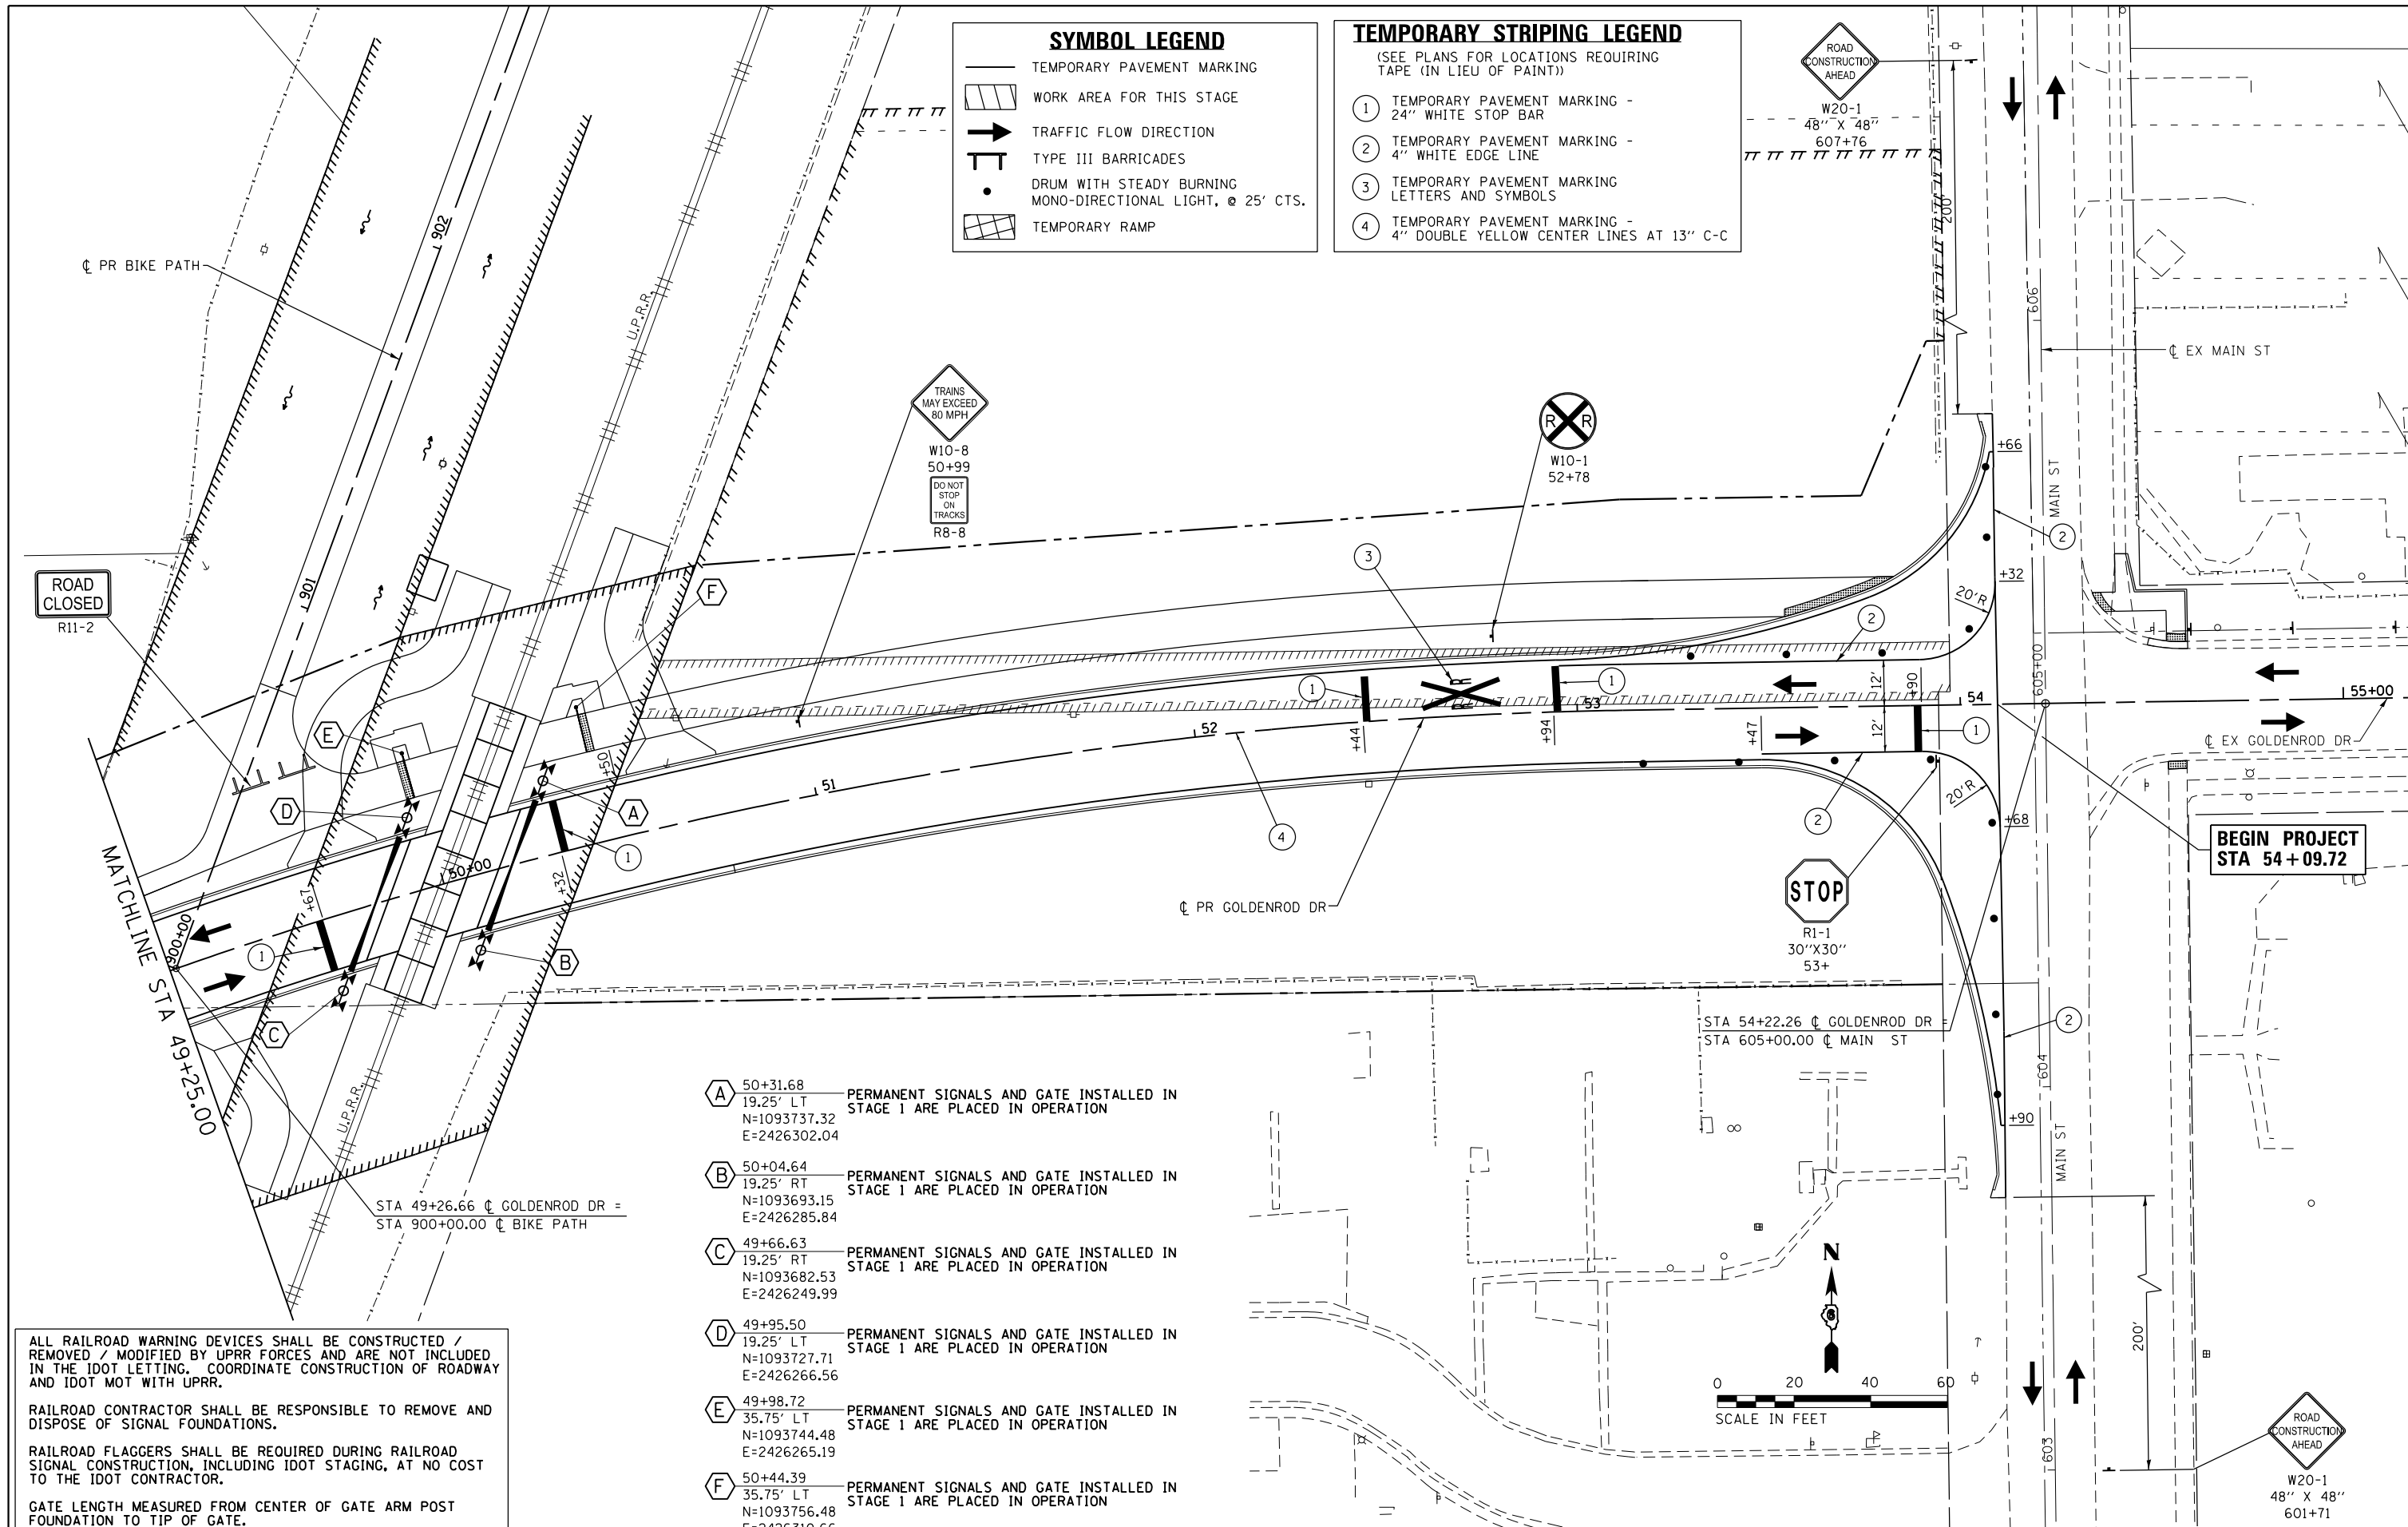 SYMBOL LEGEND
TEMPORARY PAVEMENT MARKING
WORK AREA FOR THIS STAGE
TRAFFIC FLOW DIRECTION
TYPE III BARRICADES
DRUM WITH STEADY BURNING
MONO-DIRECTIONAL LIGHT, @ 25' CTS.
TEMPORARY RAMP
TEMPORARY STRIPING LEGEND
(SEE PLANS FOR LOCATIONS REQUIRING
TAPE (IN LIEU OF PAINT))
1 TEMPORARY PAVEMENT MARKING -
24" WHITE STOP BAR
2 TEMPORARY PAVEMENT MARKING -
4" WHITE EDGE LINE
3 TEMPORARY PAVEMENT MARKING
LETTERS AND SYMBOLS
4 TEMPORARY PAVEMENT MARKING -
4" DOUBLE YELLOW CENTER LINES AT 13" C-C
ROAD
CONSTRUCTION
AHEAD
W20-1
48" X 48"
607+76
200'
606
℄ EX MAIN ST
902
℄ PR BIKE PATH
U.P.R.R.
TRAINS
MAY EXCEED
80 MPH
W10-8
50+99
DO NOT
STOP
ON
TRACKS
R8-8
R R
W10-1
52+78
+66
MAIN ST
2
3
+32
20'R
ROAD
CLOSED
R11-2
901
F
2
1
R R
1
12'
+90
605+00
54
55+00
53
52
+44
+94
+47
12'
1
℄ EX GOLDENROD DR
E
+50
D
A
51
4
2
20'R
+68
BEGIN PROJECT
STA 54+09.72
1
50+00
+32
+67
STOP
R1-1
30"X30"
53+
℄ PR GOLDENROD DR
MATCHLINE STA 49+25.00
900+00
1
B
C
STA 54+22.26 ℄ GOLDENROD DR =
STA 605+00.00 ℄ MAIN ST
2
604
+90
MAIN ST
U.P.R.R.
STA 49+26.66 ℄ GOLDENROD DR =
STA 900+00.00 ℄ BIKE PATH
A 50+31.68
19.25' LT
N=1093737.32
E=2426302.04
PERMANENT SIGNALS AND GATE INSTALLED IN
STAGE 1 ARE PLACED IN OPERATION
B 50+04.64
19.25' RT
N=1093693.15
E=2426285.84
PERMANENT SIGNALS AND GATE INSTALLED IN
STAGE 1 ARE PLACED IN OPERATION
C 49+66.63
19.25' RT
N=1093682.53
E=2426249.99
PERMANENT SIGNALS AND GATE INSTALLED IN
STAGE 1 ARE PLACED IN OPERATION
D 49+95.50
19.25' LT
N=1093727.71
E=2426266.56
PERMANENT SIGNALS AND GATE INSTALLED IN
STAGE 1 ARE PLACED IN OPERATION
E 49+98.72
35.75' LT
N=1093744.48
E=2426265.19
PERMANENT SIGNALS AND GATE INSTALLED IN
STAGE 1 ARE PLACED IN OPERATION
F 50+44.39
35.75' LT
N=1093756.48
PERMANENT SIGNALS AND GATE INSTALLED IN
STAGE 1 ARE PLACED IN OPERATION
N
0 20 40 60
SCALE IN FEET
200'
603
ROAD
CONSTRUCTION
AHEAD
W20-1
48" X 48"
601+71
ALL RAILROAD WARNING DEVICES SHALL BE CONSTRUCTED /
REMOVED / MODIFIED BY UPRR FORCES AND ARE NOT INCLUDED
IN THE IDOT LETTING. COORDINATE CONSTRUCTION OF ROADWAY
AND IDOT MOT WITH UPRR.
RAILROAD CONTRACTOR SHALL BE RESPONSIBLE TO REMOVE AND
DISPOSE OF SIGNAL FOUNDATIONS.
RAILROAD FLAGGERS SHALL BE REQUIRED DURING RAILROAD
SIGNAL CONSTRUCTION, INCLUDING IDOT STAGING, AT NO COST
TO THE IDOT CONTRACTOR.
GATE LENGTH MEASURED FROM CENTER OF GATE ARM POST
FOUNDATION TO TIP OF GATE.